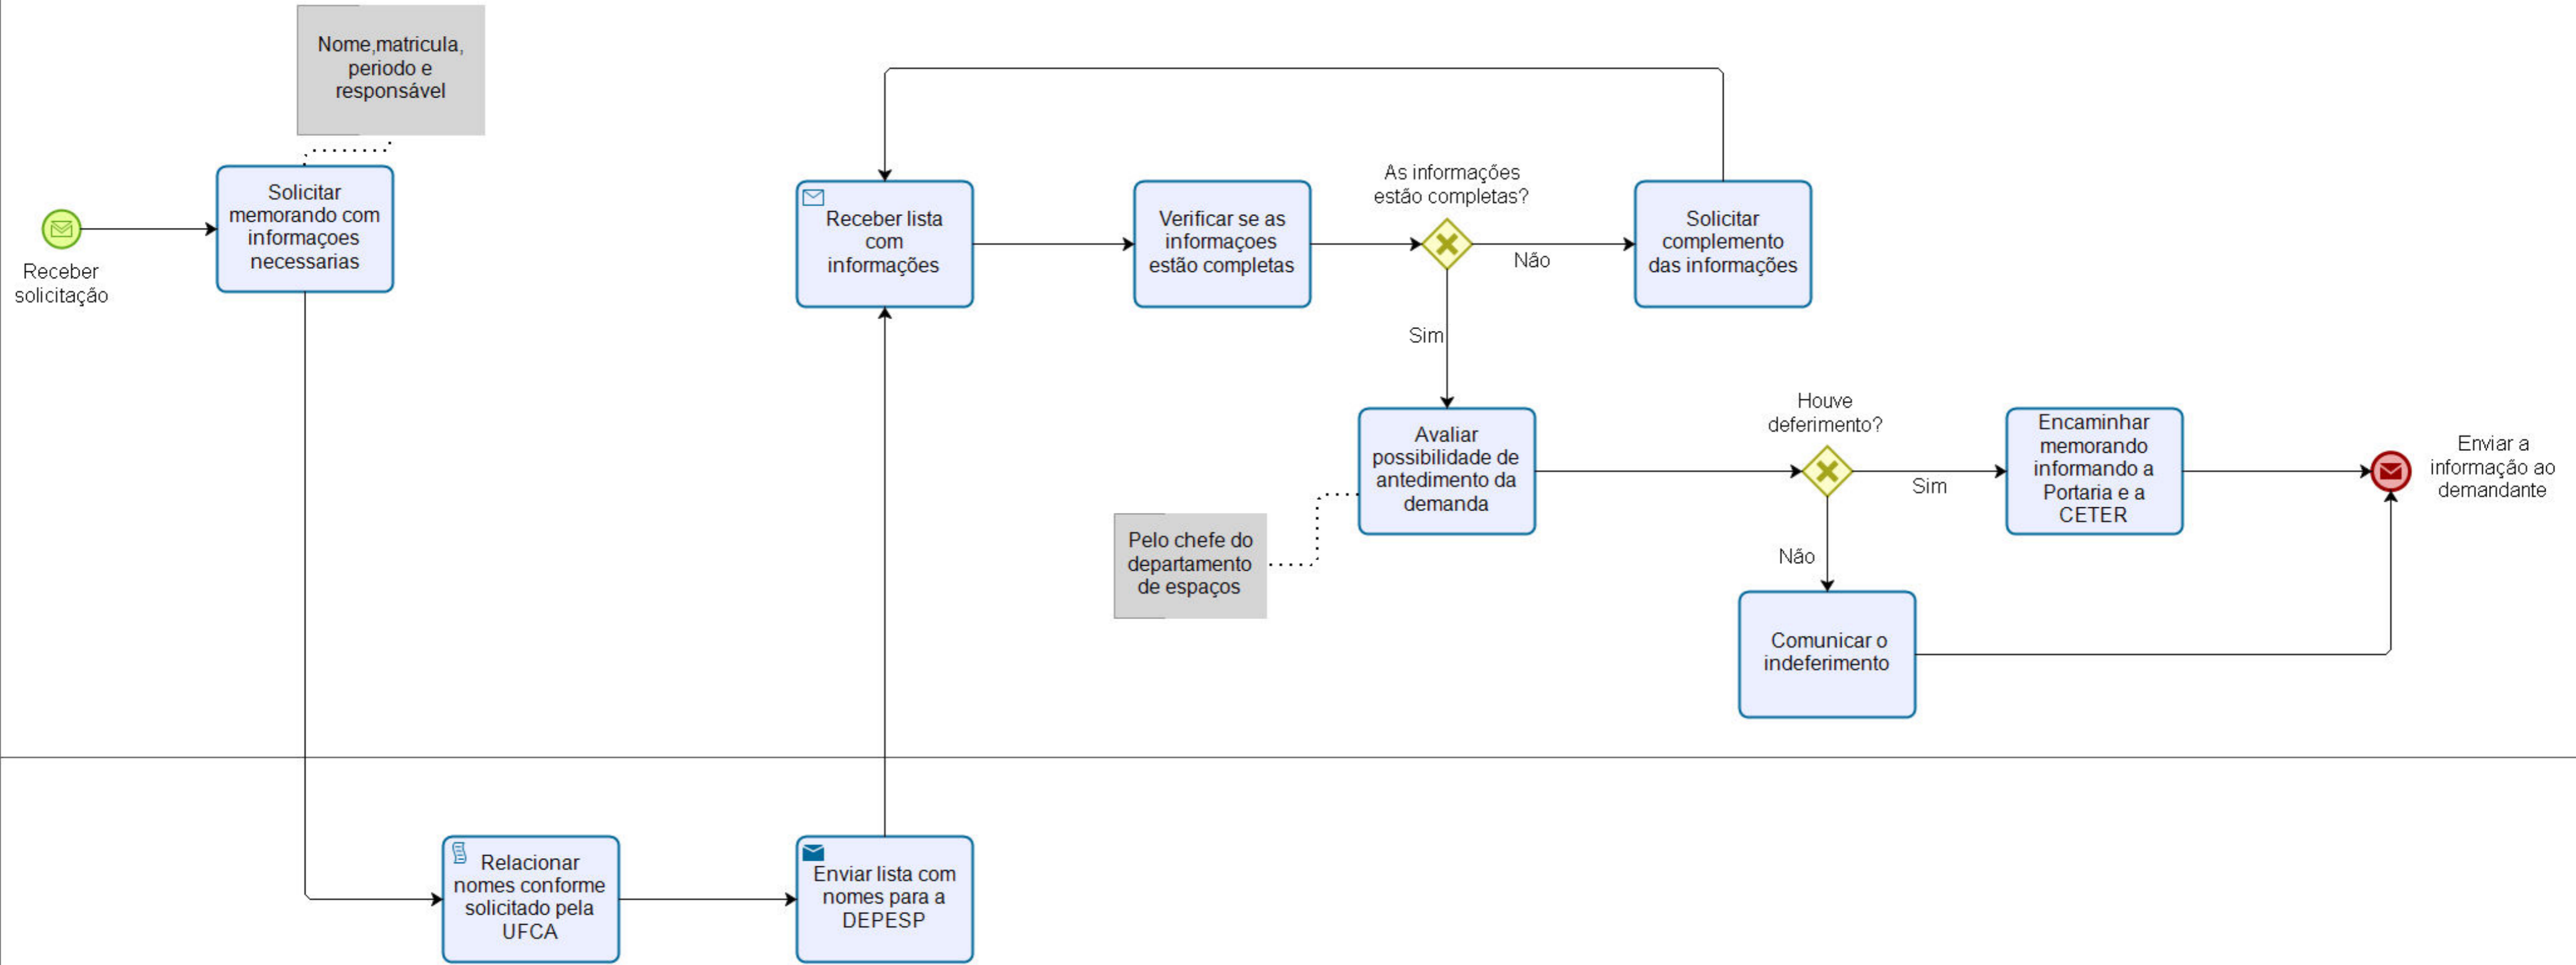 Nome,matricula,
periodo e
responsável
Receber
solicitação
Solicitar
memorando com
informaçoes
necessarias
Receber lista
com
informações
Verificar se as
informaçoes
estão completas
As informações
estão completas?
Não
Solicitar
complemento
das informações
Sim
Avaliar
possibilidade de
antedimento da
demanda
Pelo chefe do
departamento
de espaços
Houve
deferimento?
Sim
Encaminhar
memorando
informando a
Portaria e a
CETER
Enviar a
informação ao
demandante
Não
Comunicar o
indeferimento
Relacionar
nomes conforme
solicitado pela
UFCA
Enviar lista com
nomes para a
DEPESP